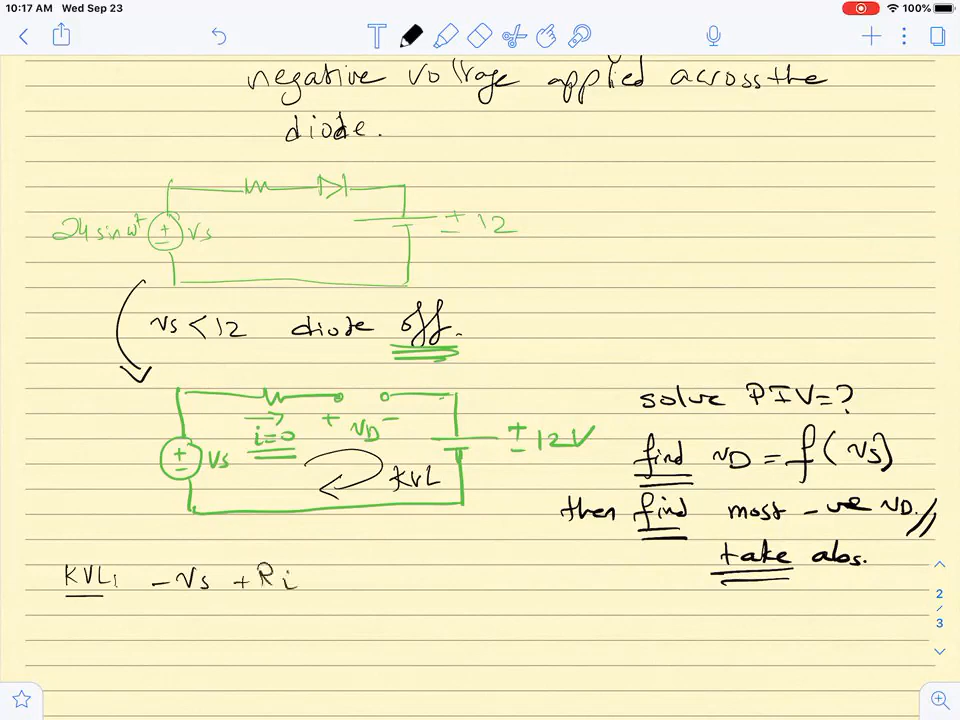 10:17 AM Wed Sep 23
100%
negative voltage applied across the
diode.
24 sin wt + - Vs
+ - 12
vs < 12 diode off.
+ vD -
i=0
+ - Vs
+ - 12V
KVL
solve PIV=?
find vD = f(vs)
then find most -ve vD.
take abs.
KVL: -vs + Ri
2
/
3